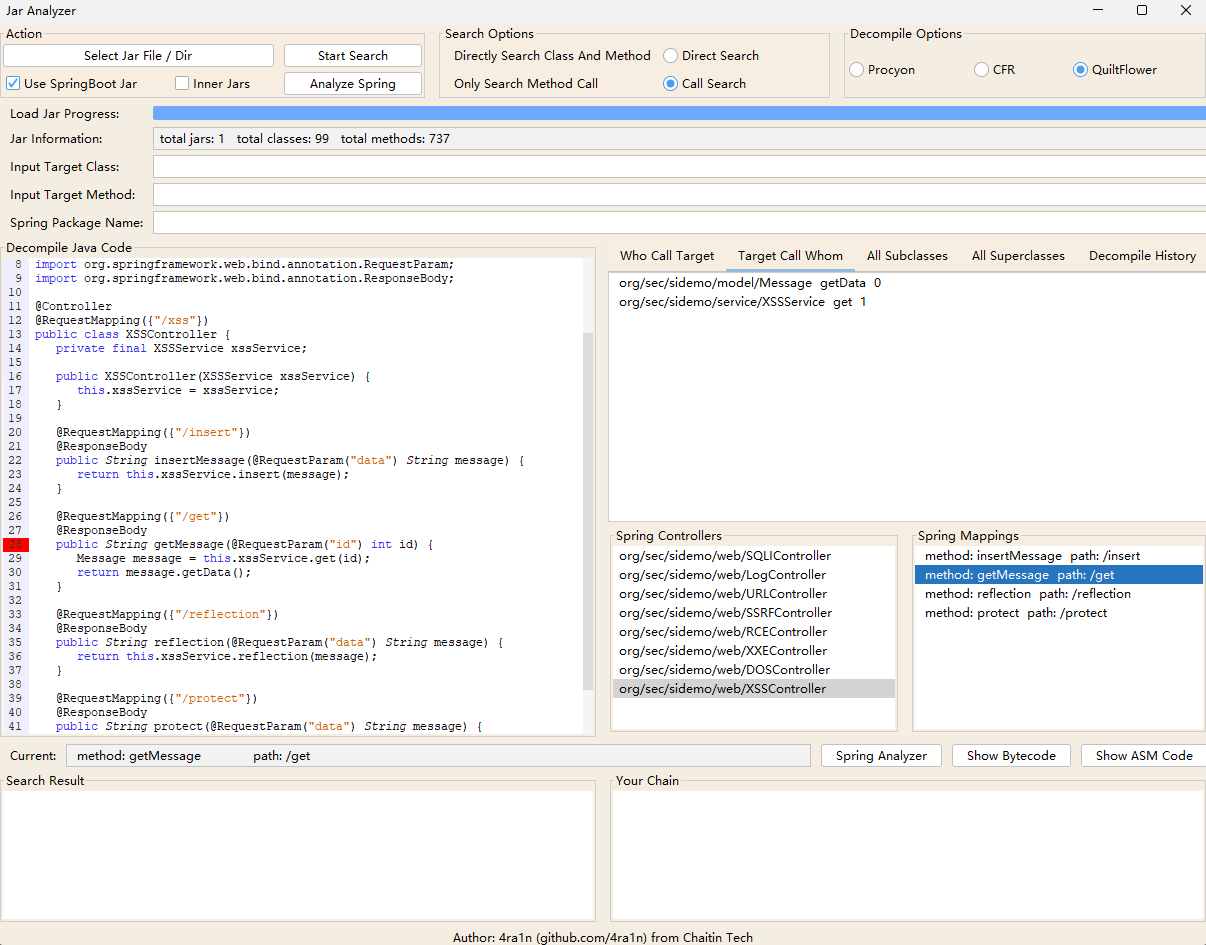 Jar Analyzer
Action
Select Jar File / Dir
Start Search
Use SpringBoot Jar
Inner Jars
Analyze Spring
Search Options
Directly Search Class And Method
Direct Search
Only Search Method Call
Call Search
Decompile Options
Procyon
CFR
QuiltFlower
Load Jar Progress:
Jar Information:
total jars: 1 total classes: 99 total methods: 737
Input Target Class:
Input Target Method:
Spring Package Name:
Decompile Java Code
8 import org.springframework.web.bind.annotation.RequestParam;
9 import org.springframework.web.bind.annotation.ResponseBody;
10
11 @Controller
12 @RequestMapping({"/xss"})
13 public class XSSController {
14 private final XSSService xssService;
15
16 public XSSController(XSSService xssService) {
17 this.xssService = xssService;
18 }
19
20 @RequestMapping({"/insert"})
21 @ResponseBody
22 public String insertMessage(@RequestParam("data") String message) {
23 return this.xssService.insert(message);
24 }
25
26 @RequestMapping({"/get"})
27 @ResponseBody
28 public String getMessage(@RequestParam("id") int id) {
29 Message message = this.xssService.get(id);
30 return message.getData();
31 }
32
33 @RequestMapping({"/reflection"})
34 @ResponseBody
35 public String reflection(@RequestParam("data") String message) {
36 return this.xssService.reflection(message);
37 }
38
39 @RequestMapping({"/protect"})
40 @ResponseBody
41 public String protect(@RequestParam("data") String message) {
Who Call Target
Target Call Whom
All Subclasses
All Superclasses
Decompile History
org/sec/sidemo/model/Message getData 0
org/sec/sidemo/service/XSSService get 1
Spring Controllers
org/sec/sidemo/web/SQLIController
org/sec/sidemo/web/LogController
org/sec/sidemo/web/URLController
org/sec/sidemo/web/SSRFController
org/sec/sidemo/web/RCEController
org/sec/sidemo/web/XXEController
org/sec/sidemo/web/DOSController
org/sec/sidemo/web/XSSController
Spring Mappings
method: insertMessage path: /insert
method: getMessage path: /get
method: reflection path: /reflection
method: protect path: /protect
Current:
method: getMessage path: /get
Spring Analyzer
Show Bytecode
Show ASM Code
Search Result
Your Chain
Author: 4ra1n (github.com/4ra1n) from Chaitin Tech